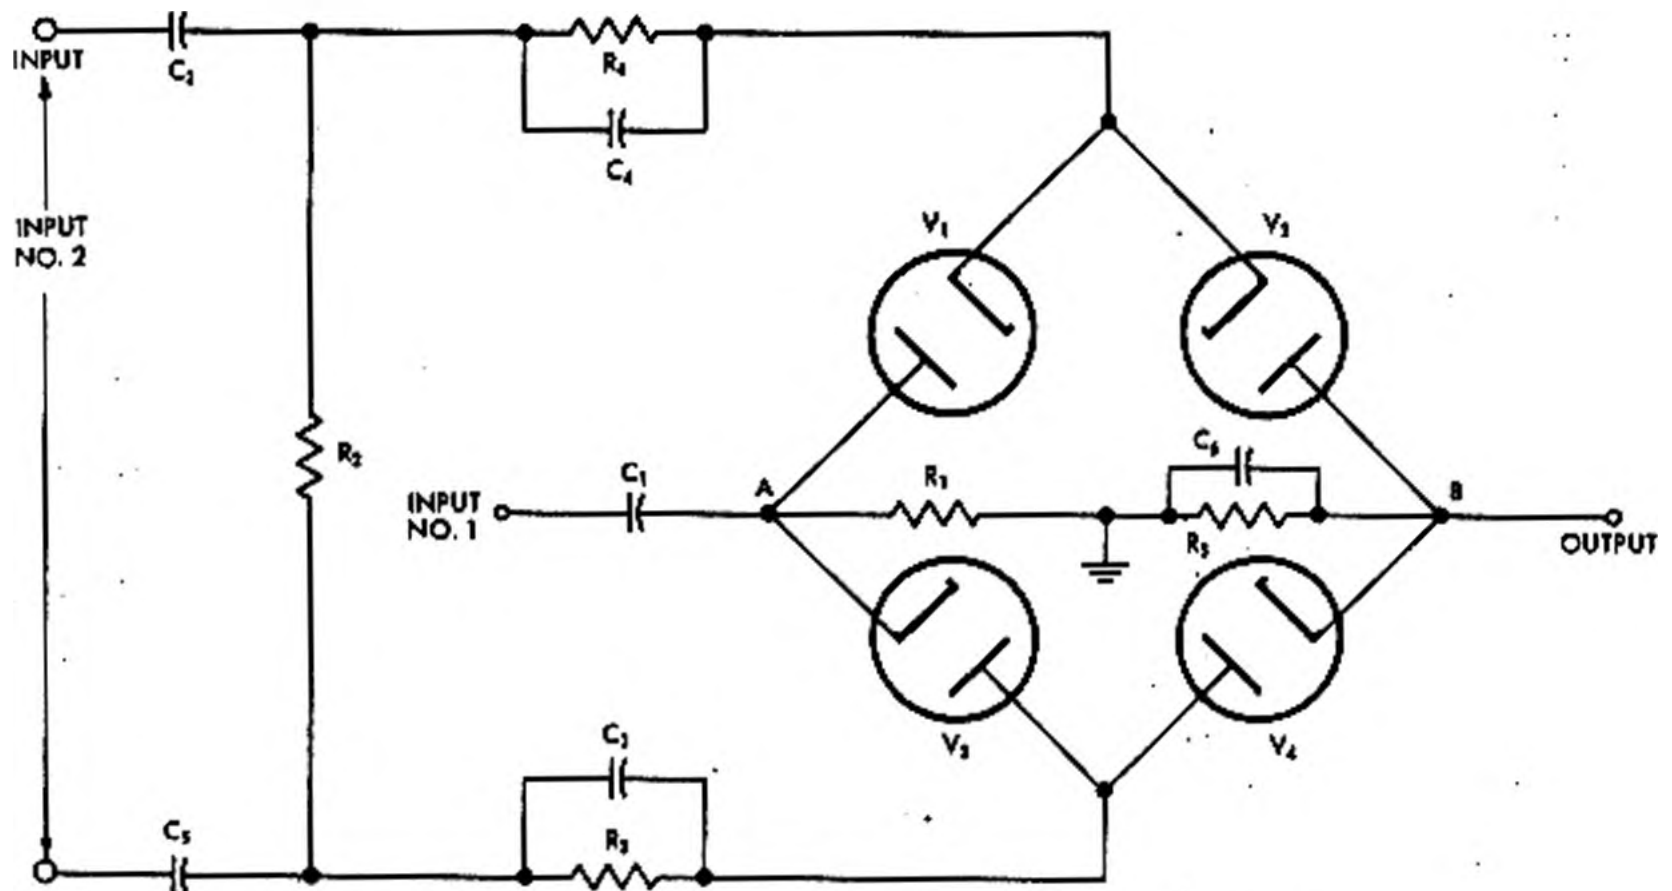 INPUT
C₂
R₄
C₄
INPUT
NO. 2
V₁
V₂
R₂
C₁
A
R₁
C₆
B
INPUT
NO. 1
R₅
OUTPUT
C₃
V₃
V₄
C₅
R₃